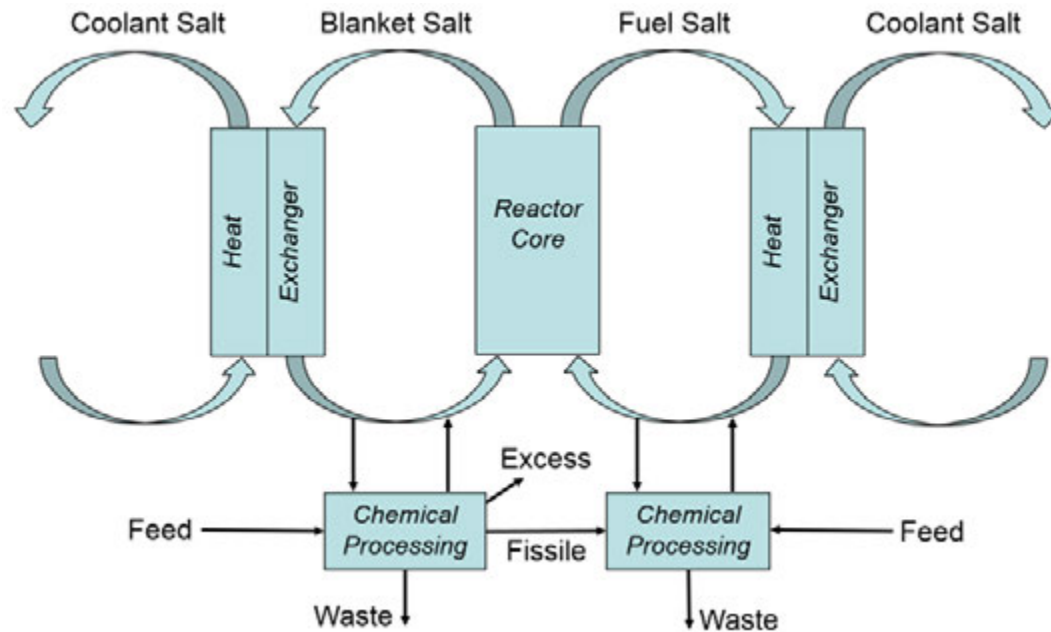 Coolant Salt
Blanket Salt
Fuel Salt
Coolant Salt
Heat
Exchanger
Reactor
Core
Heat
Exchanger
Excess
Feed
Chemical
Processing
Fissile
Chemical
Processing
Feed
Waste
Waste